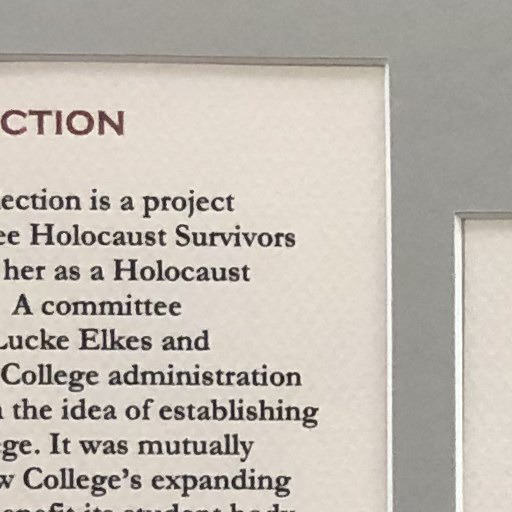 CTION
ection is a project
ee Holocaust Survivors
her as a Holocaust
A committee
Lucke Elkes and
College administration
the idea of establishing
ge. It was mutually
w College's expanding